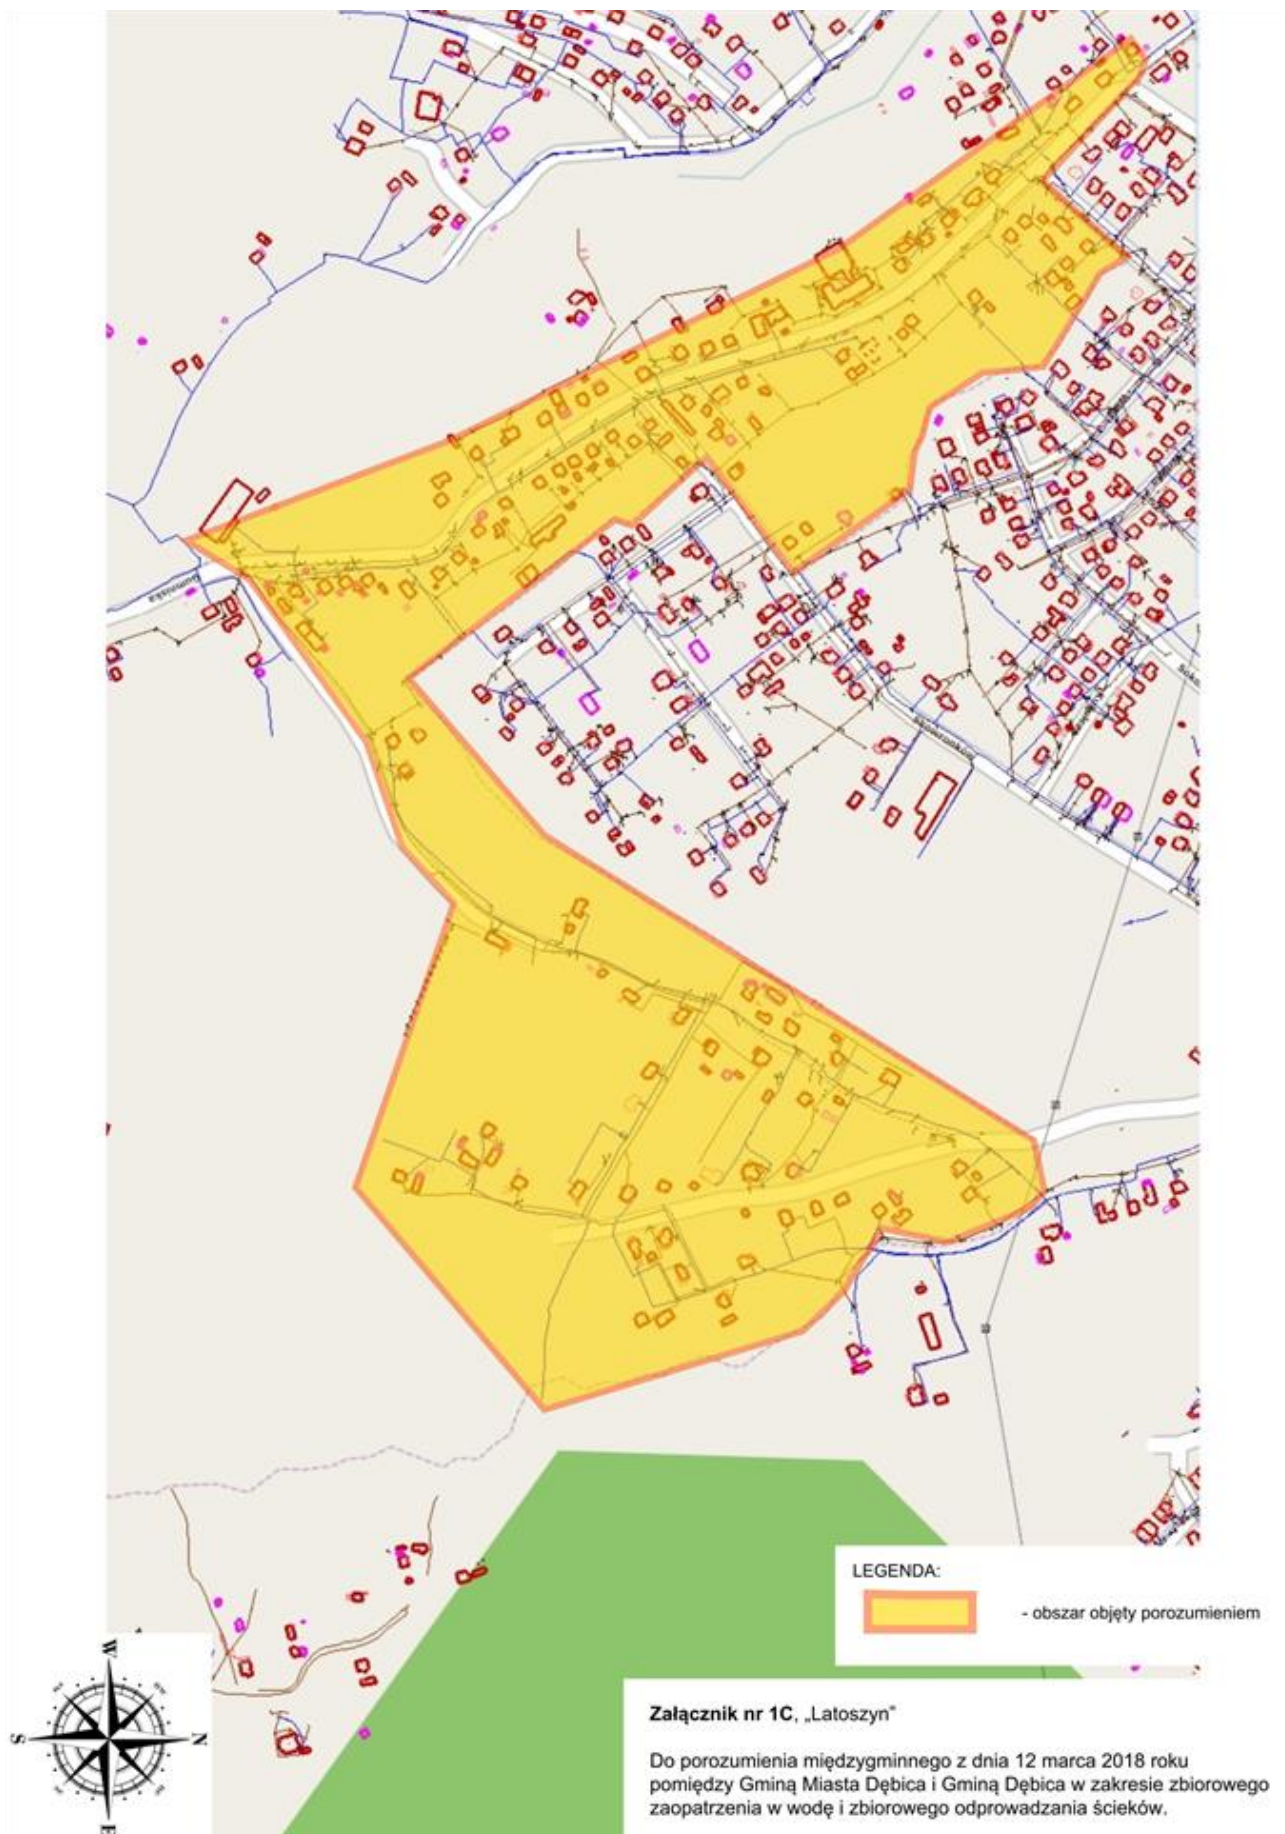 Słoneczna
LEGENDA:
- obszar objęty porozumieniem
W
S
N
E
Załącznik nr 1C, „Latoszyn”
Do porozumienia międzygminnego z dnia 12 marca 2018 roku
pomiędzy Gminą Miasta Dębica i Gminą Dębica w zakresie zbiorowego
zaopatrzenia w wodę i zbiorowego odprowadzania ścieków.